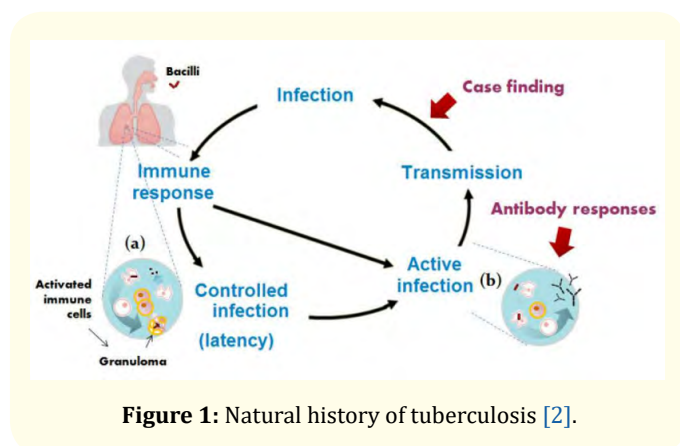 Bacilli
Case finding
Infection
Immune
response
Transmission
Antibody responses
(a)
Activated
immune
cells
Controlled
infection
(latency)
Active
infection
(b)
Granuloma
Figure 1: Natural history of tuberculosis [2].